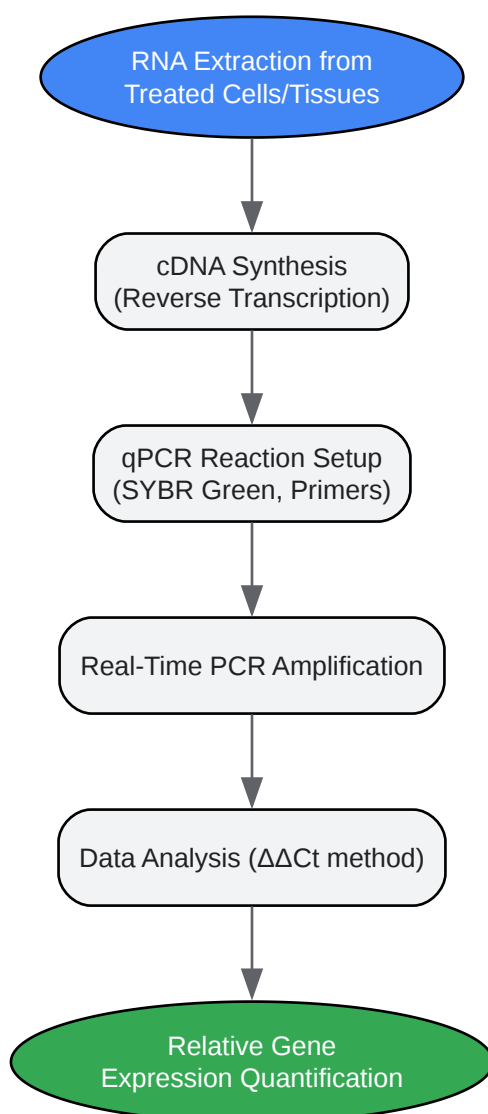 RNA Extraction from
Treated Cells/Tissues
cDNA Synthesis
(Reverse Transcription)
qPCR Reaction Setup
(SYBR Green, Primers)
Real-Time PCR Amplification
Data Analysis (ΔΔCt method)
Relative Gene
Expression Quantification